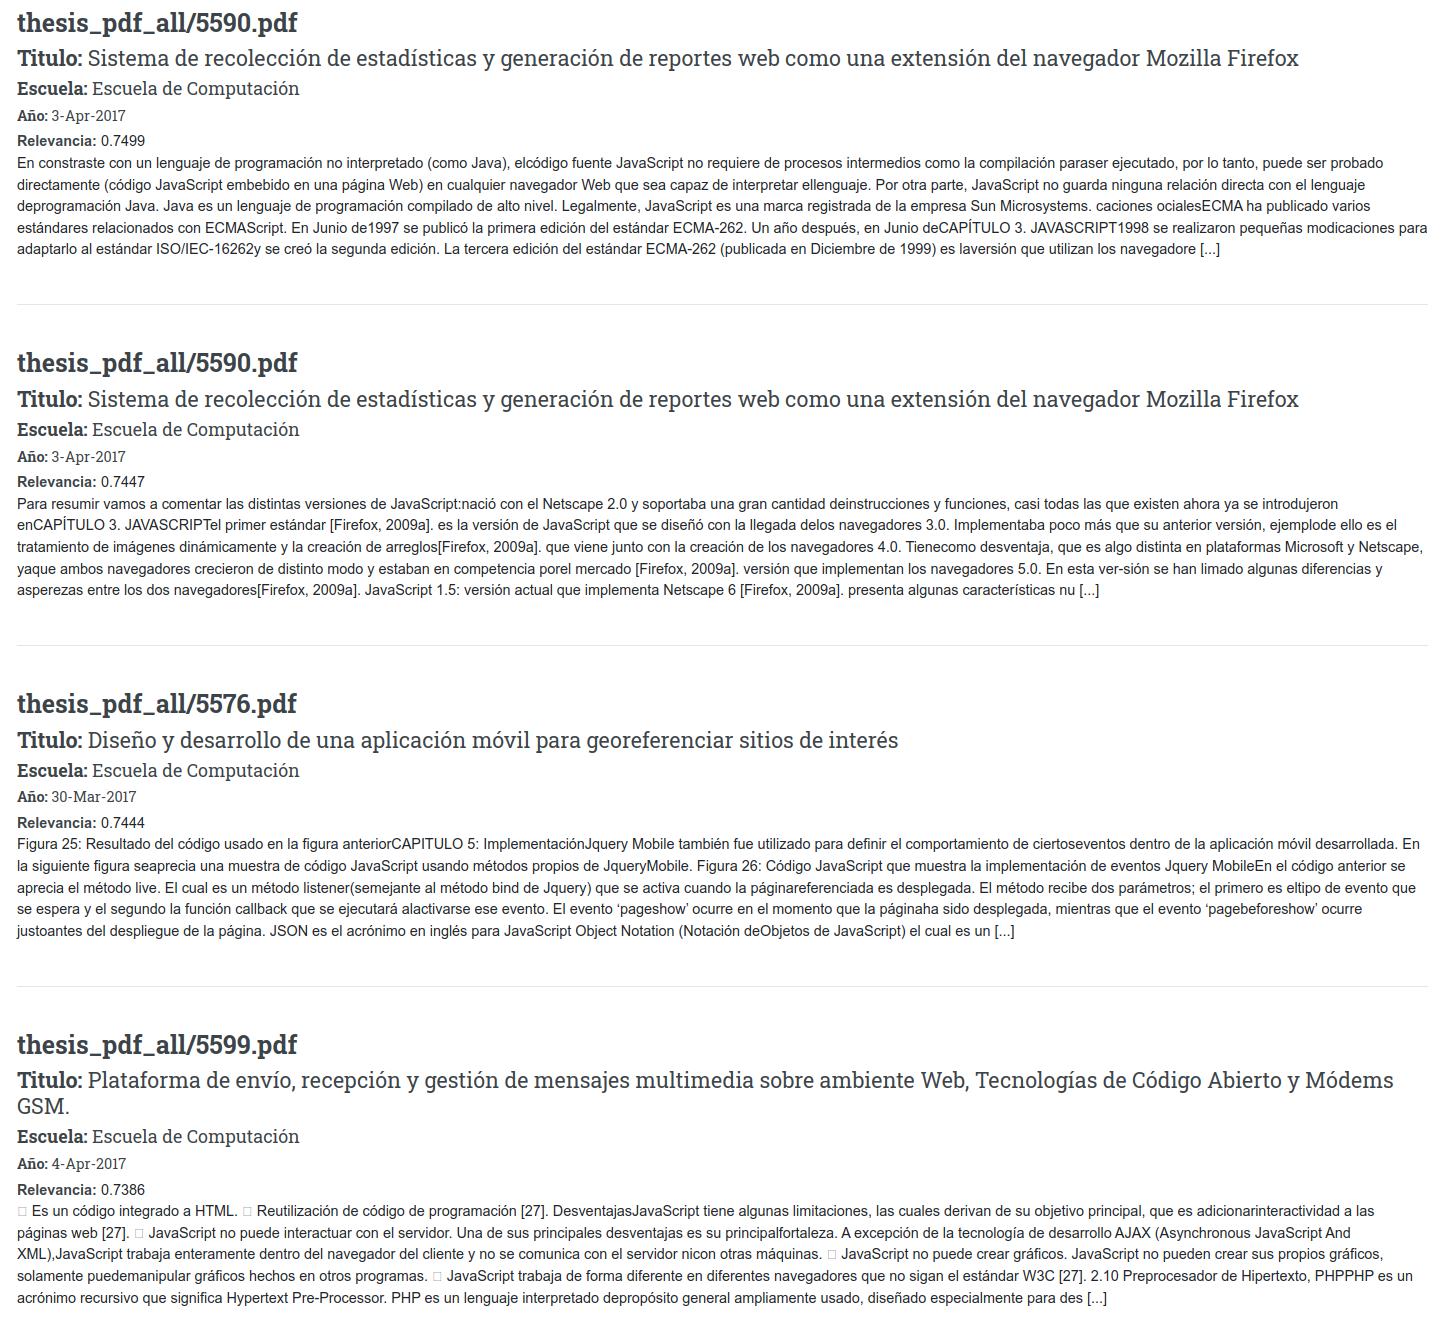 thesis_pdf_all/5590.pdf
Titulo: Sistema de recolección de estadísticas y generación de reportes web como una extensión del navegador Mozilla Firefox
Escuela: Escuela de Computación
Año: 3-Apr-2017
Relevancia: 0.7499
En constraste con un lenguaje de programación no interpretado (como Java), elcódigo fuente JavaScript no requiere de procesos intermedios como la compilación paraser ejecutado, por lo tanto, puede ser probado
directamente (código JavaScript embebido en una página Web) en cualquier navegador Web que sea capaz de interpretar ellenguaje. Por otra parte, JavaScript no guarda ninguna relación directa con el lenguaje
deprogramación Java. Java es un lenguaje de programación compilado de alto nivel. Legalmente, JavaScript es una marca registrada de la empresa Sun Microsystems. caciones ocialesECMA ha publicado varios
estándares relacionados con ECMAScript. En Junio de1997 se publicó la primera edición del estándar ECMA-262. Un año después, en Junio deCAPÍTULO 3. JAVASCRIPT1998 se realizaron pequeñas modicaciones para
adaptarlo al estándar ISO/IEC-16262y se creó la segunda edición. La tercera edición del estándar ECMA-262 (publicada en Diciembre de 1999) es laversión que utilizan los navegadore [...]
thesis_pdf_all/5590.pdf
Titulo: Sistema de recolección de estadísticas y generación de reportes web como una extensión del navegador Mozilla Firefox
Escuela: Escuela de Computación
Año: 3-Apr-2017
Relevancia: 0.7447
Para resumir vamos a comentar las distintas versiones de JavaScript:nació con el Netscape 2.0 y soportaba una gran cantidad deinstrucciones y funciones, casi todas las que existen ahora ya se introdujeron
enCAPÍTULO 3. JAVASCRIPTel primer estándar [Firefox, 2009a]. es la versión de JavaScript que se diseñó con la llegada delos navegadores 3.0. Implementaba poco más que su anterior versión, ejemplode ello es el
tratamiento de imágenes dinámicamente y la creación de arreglos[Firefox, 2009a]. que viene junto con la creación de los navegadores 4.0. Tienecomo desventaja, que es algo distinta en plataformas Microsoft y Netscape,
yaque ambos navegadores crecieron de distinto modo y estaban en competencia porel mercado [Firefox, 2009a]. versión que implementan los navegadores 5.0. En esta ver-sión se han limado algunas diferencias y
asperezas entre los dos navegadores[Firefox, 2009a]. JavaScript 1.5: versión actual que implementa Netscape 6 [Firefox, 2009a]. presenta algunas características nu [...]
thesis_pdf_all/5576.pdf
Titulo: Diseño y desarrollo de una aplicación móvil para georeferenciar sitios de interés
Escuela: Escuela de Computación
Año: 30-Mar-2017
Relevancia: 0.7444
Figura 25: Resultado del código usado en la figura anteriorCAPITULO 5: ImplementaciónJquery Mobile también fue utilizado para definir el comportamiento de ciertoseventos dentro de la aplicación móvil desarrollada. En
la siguiente figura seaprecia una muestra de código JavaScript usando métodos propios de JqueryMobile. Figura 26: Código JavaScript que muestra la implementación de eventos Jquery MobileEn el código anterior se
aprecia el método live. El cual es un método listener(semejante al método bind de Jquery) que se activa cuando la páginareferenciada es desplegada. El método recibe dos parámetros; el primero es eltipo de evento que
se espera y el segundo la función callback que se ejecutará alactivarse ese evento. El evento ‘pageshow’ ocurre en el momento que la páginaha sido desplegada, mientras que el evento ‘pagebeforeshow’ ocurre
justoantes del despliegue de la página. JSON es el acrónimo en inglés para JavaScript Object Notation (Notación deObjetos de JavaScript) el cual es un [...]
thesis_pdf_all/5599.pdf
Titulo: Plataforma de envío, recepción y gestión de mensajes multimedia sobre ambiente Web, Tecnologías de Código Abierto y Módems
GSM.
Escuela: Escuela de Computación
Año: 4-Apr-2017
Relevancia: 0.7386
 Es un código integrado a HTML.  Reutilización de código de programación [27]. DesventajasJavaScript tiene algunas limitaciones, las cuales derivan de su objetivo principal, que es adicionarinteractividad a las
páginas web [27].  JavaScript no puede interactuar con el servidor. Una de sus principales desventajas es su principalfortaleza. A excepción de la tecnología de desarrollo AJAX (Asynchronous JavaScript And
XML),JavaScript trabaja enteramente dentro del navegador del cliente y no se comunica con el servidor nicon otras máquinas.  JavaScript no puede crear gráficos. JavaScript no pueden crear sus propios gráficos,
solamente puedemanipular gráficos hechos en otros programas.  JavaScript trabaja de forma diferente en diferentes navegadores que no sigan el estándar W3C [27]. 2.10 Preprocesador de Hipertexto, PHPPHP es un
acrónimo recursivo que significa Hypertext Pre-Processor. PHP es un lenguaje interpretado depropósito general ampliamente usado, diseñado especialmente para des [...]